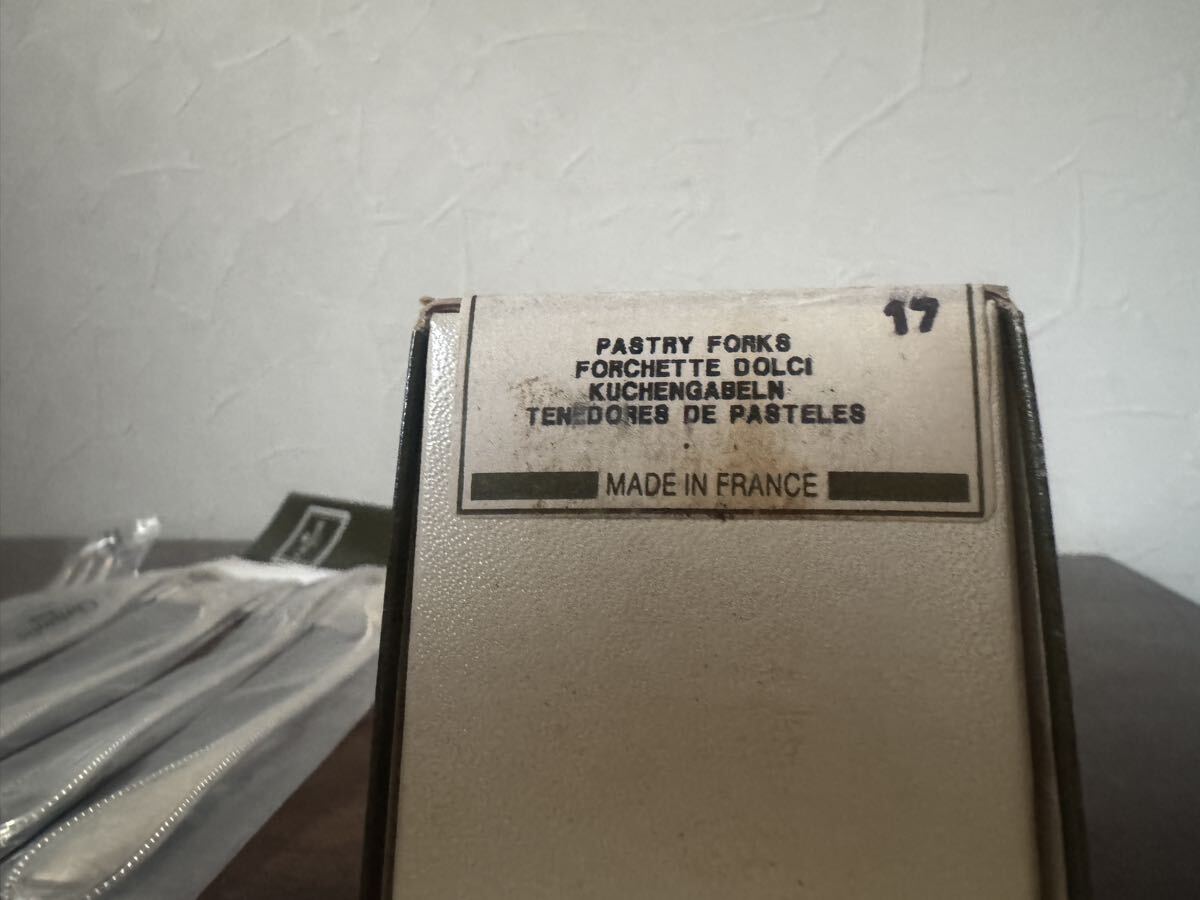 17
PASTRY FORKS
FORCHETTE DOLCI
KUCHENGABELN
TENEDORES DE PASTELES
MADE IN FRANCE